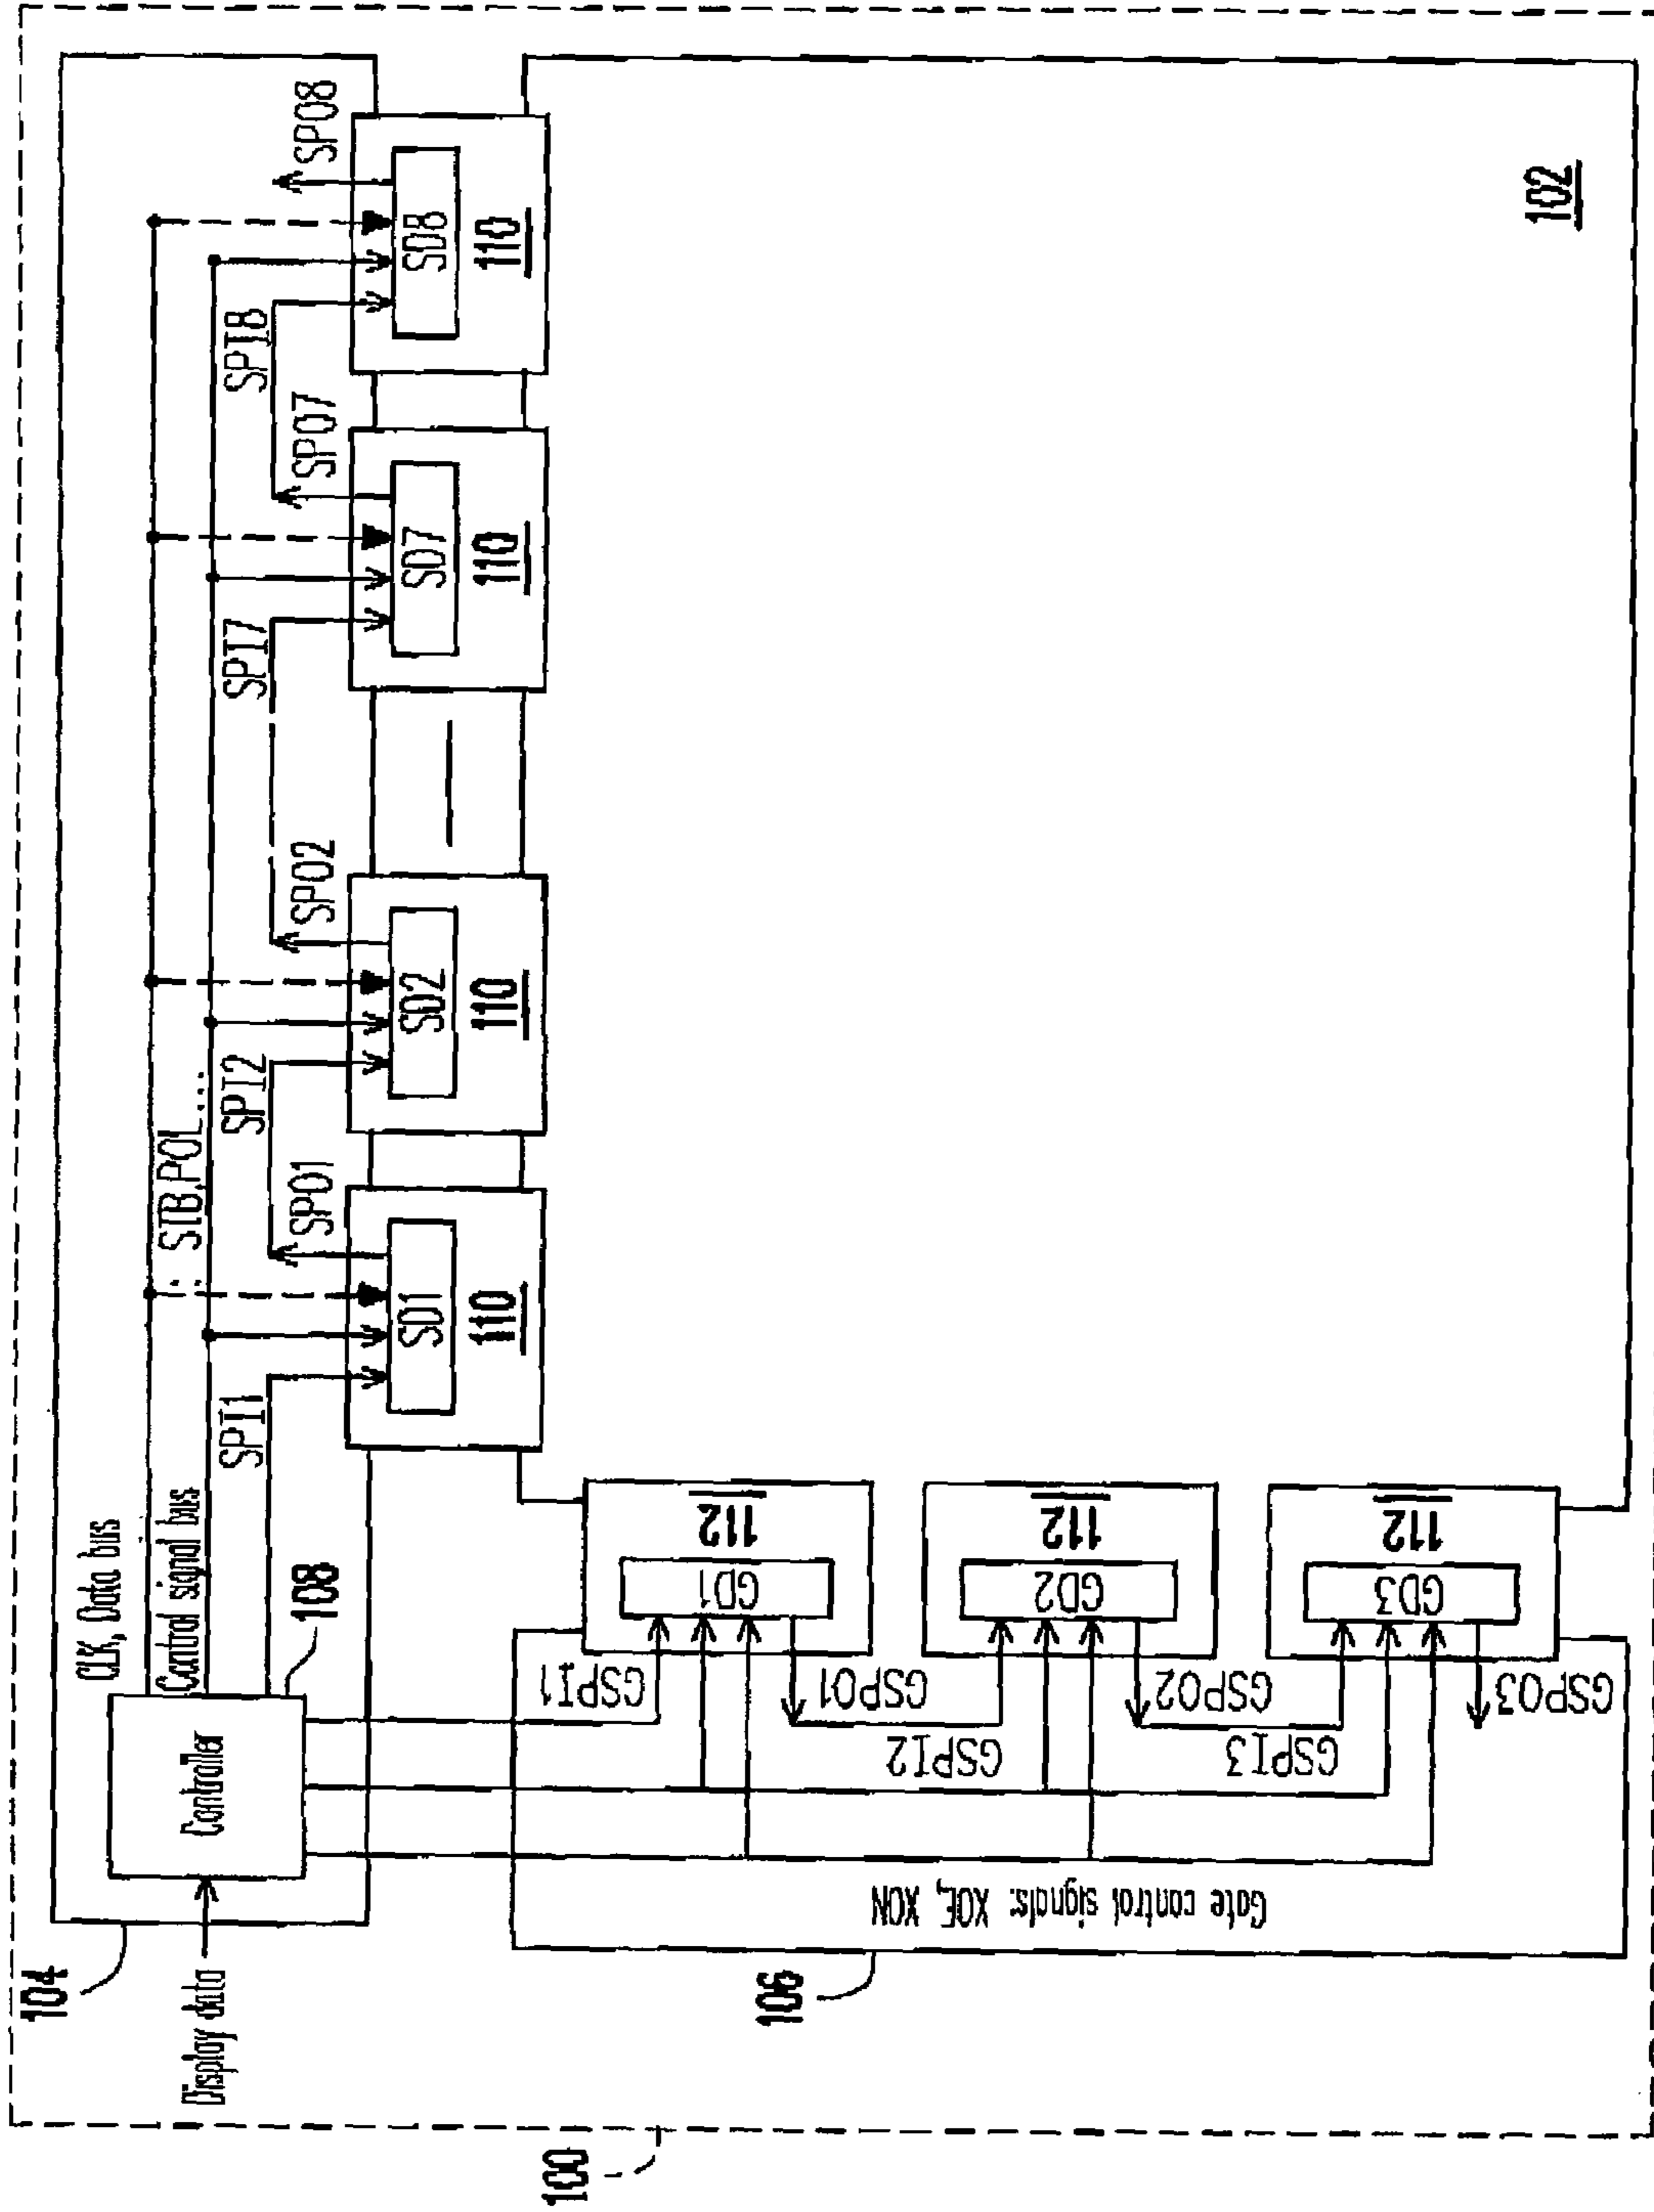 100
104
Display data
Controller
108
CLK, Data bus
Control signal bus
: STB,POL...
SPI1
SPO1
SPI2
SPO2
SPI7
SPO7
SPI8
SPO8
SD1
110
SD2
110
SD7
110
SD8
110
106
Gate control signals: XOE, XON
GSPI1
GD1
112
GSPO1
GSPI2
GD2
112
GSPO2
GSPI3
GD3
112
GSPO3
102